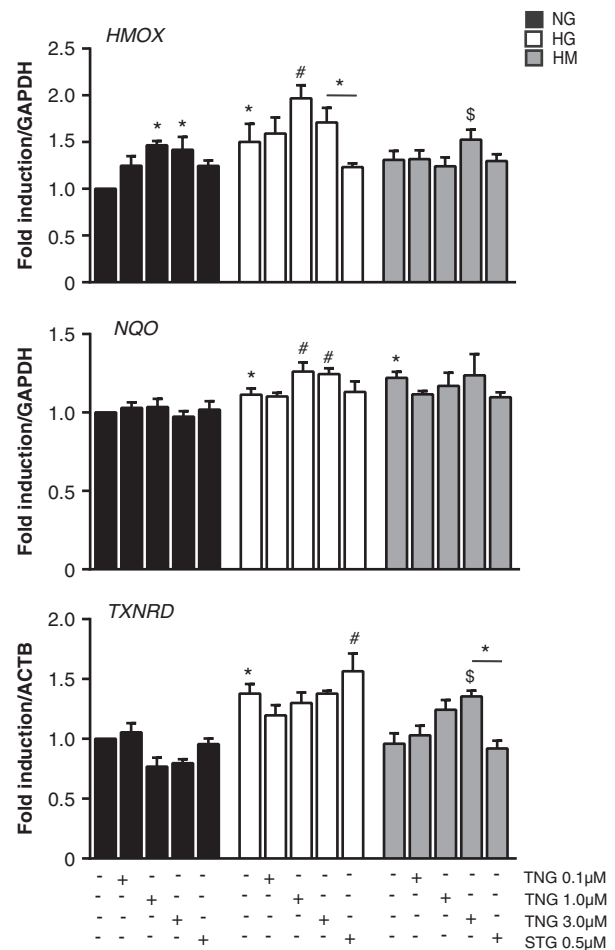 NG
HG
HM
HMOX
Fold induction/GAPDH
2.5
2.0
1.5
1.0
0.5
0
* * * # * $
NQO
Fold induction/GAPDH
1.5
1.0
0.5
0
* # # *
TXNRD
Fold induction/ACTB
2.0
1.5
1.0
0.5
0
* # $ *
- + - - - - + - - - - + - - - TNG 0.1µM
- - + - - - - + - - - - + - - TNG 1.0µM
- - - + - - - - + - - - - + - TNG 3.0µM
- - - - + - - - - + - - - - + STG 0.5µM